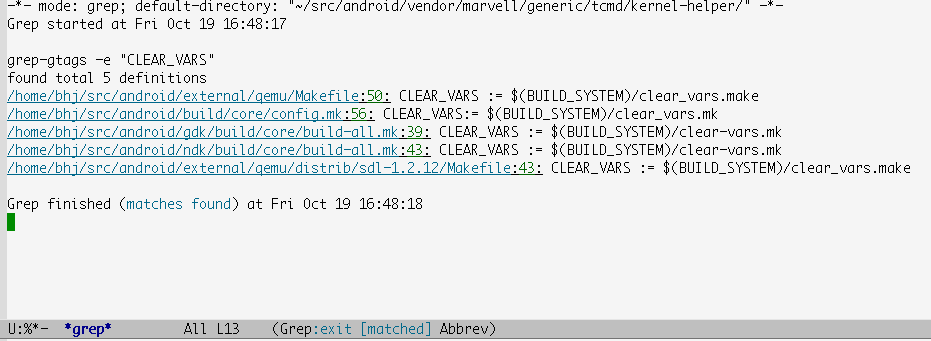 -*- mode: grep; default-directory: "~/src/android/vendor/marvell/generic/tcmd/kernel-helper/" -*-
Grep started at Fri Oct 19 16:48:17
grep-gtags -e "CLEAR_VARS"
found total 5 definitions
/home/bhj/src/android/external/qemu/Makefile:50: CLEAR_VARS := $(BUILD_SYSTEM)/clear_vars.make
/home/bhj/src/android/build/core/config.mk:56: CLEAR_VARS:= $(BUILD_SYSTEM)/clear_vars.mk
/home/bhj/src/android/gdk/build/core/build-all.mk:39: CLEAR_VARS := $(BUILD_SYSTEM)/clear-vars.mk
/home/bhj/src/android/ndk/build/core/build-all.mk:43: CLEAR_VARS := $(BUILD_SYSTEM)/clear-vars.mk
/home/bhj/src/android/external/qemu/distrib/sdl-1.2.12/Makefile:43: CLEAR_VARS := $(BUILD_SYSTEM)/clear_vars.make
Grep finished (matches found) at Fri Oct 19 16:48:18
U:%*- *grep* All L13 (Grep:exit [matched] Abbrev)